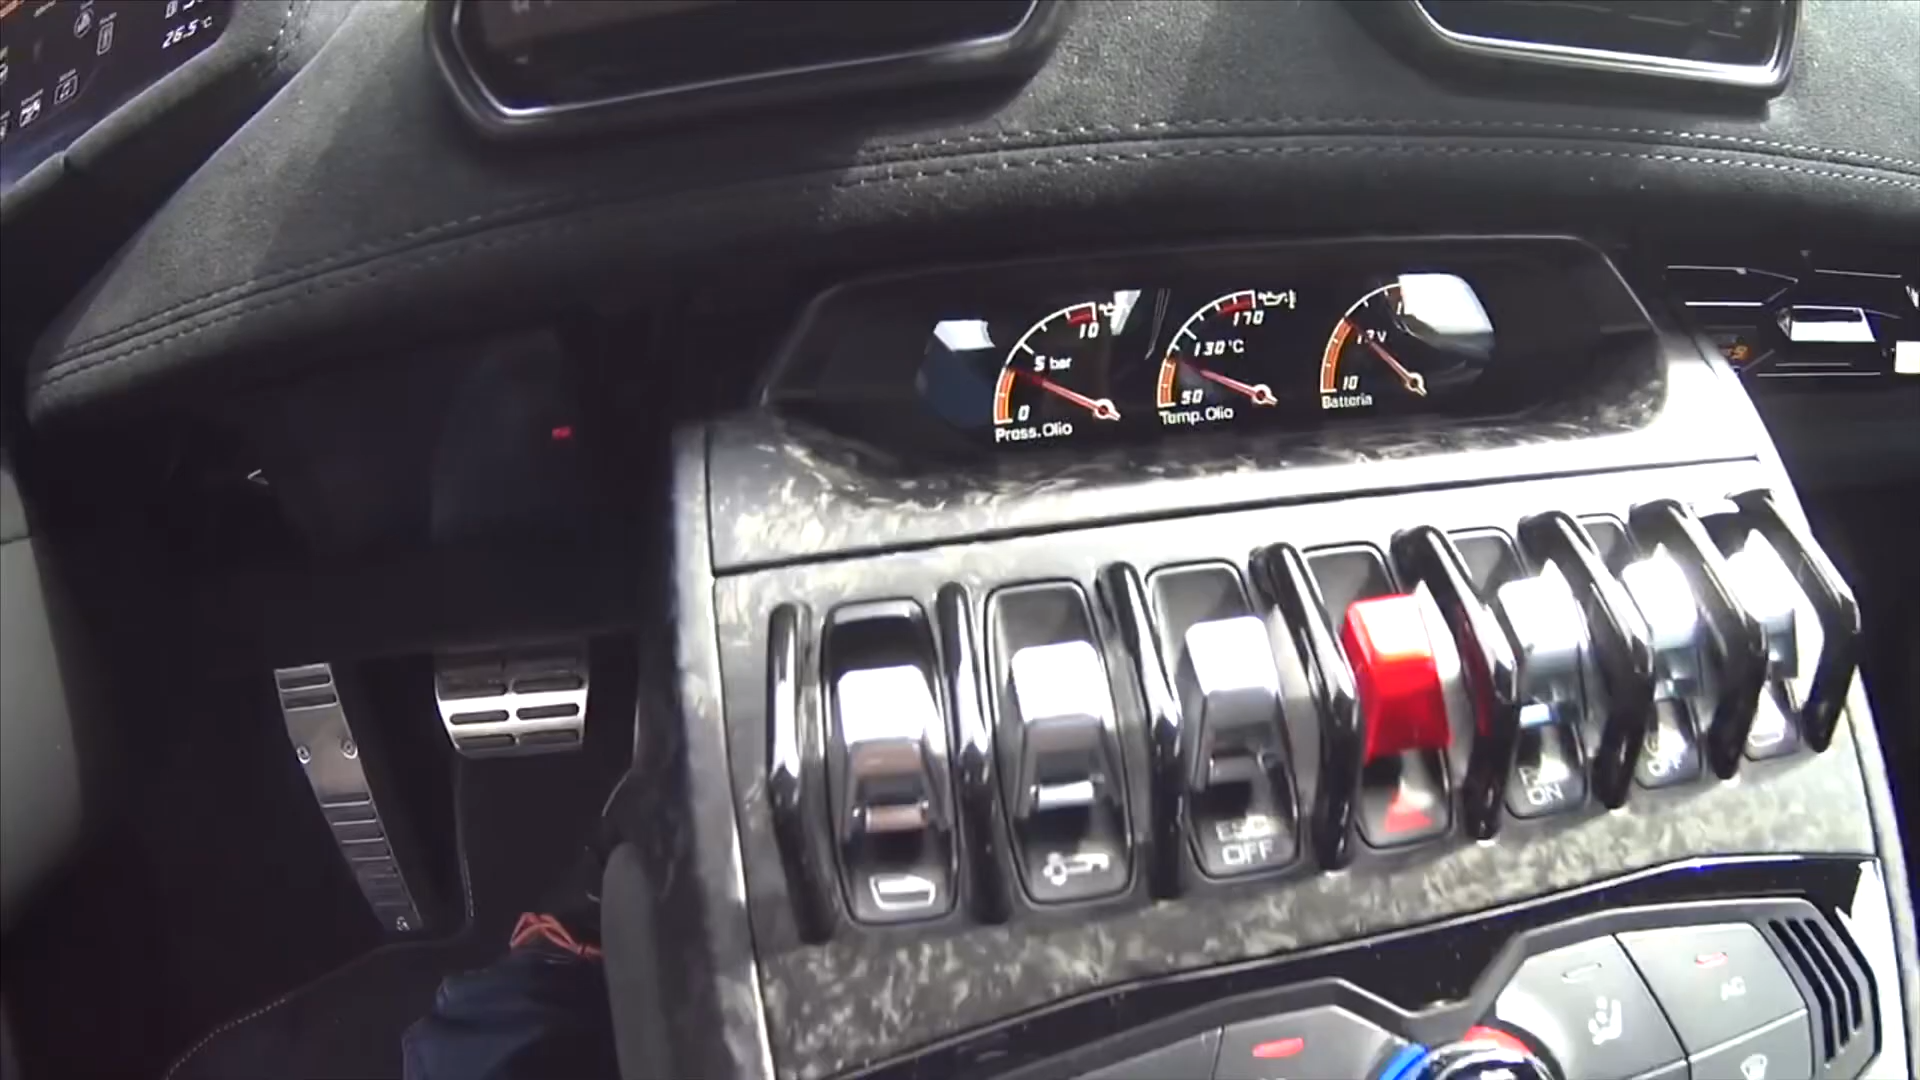 26.5°C
10
5 bar
0
Press. Olio
170
130 °C
50
Temp. Olio
10
Batteria
ESC
OFF
ON
OFF
AC